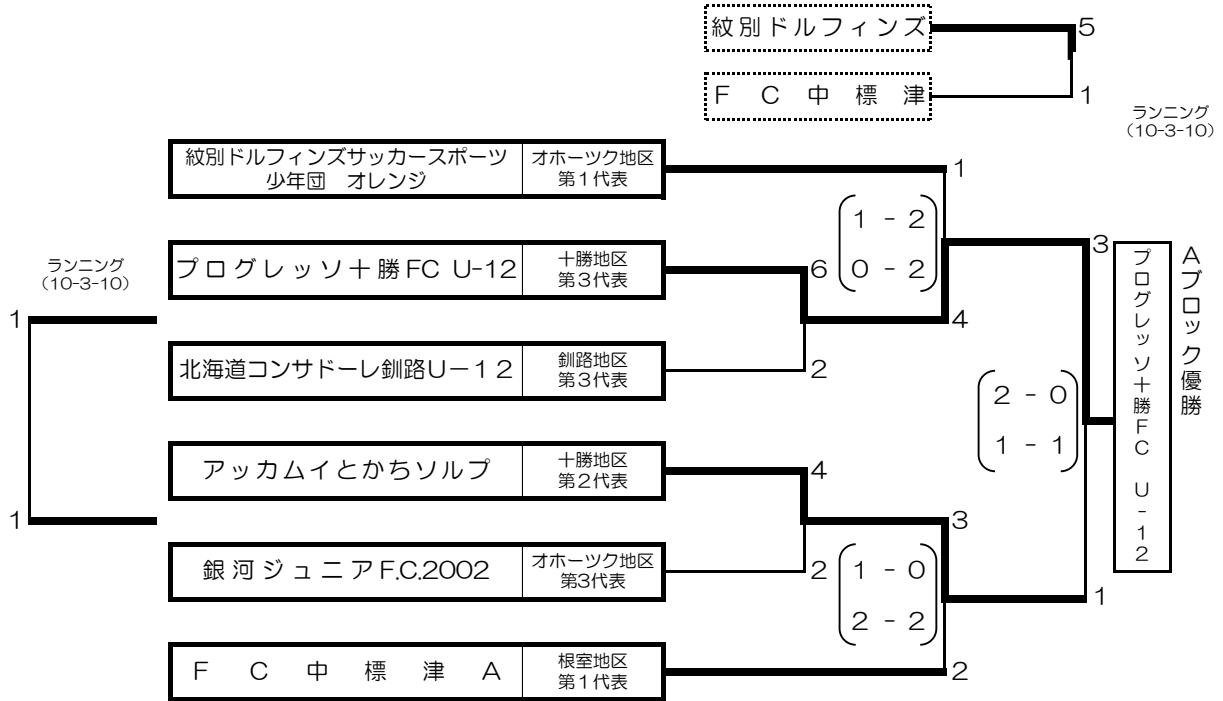 紋別ドルフィンズ
5
FC中標津
1
ランニング
(10-3-10)
紋別ドルフィンズサッカースポーツ
少年団　オレンジ
オホーツク地区
第1代表
1
1 - 2
0 - 2
ランニング
(10-3-10)
プログレッソ十勝FC U-12
十勝地区
第3代表
6
3
1
4
北海道コンサドーレ釧路U－12
釧路地区
第3代表
2
2 - 0
1 - 1
プログレッソ十勝FC U-12
Aブロック優勝
アッカムイとかちソルプ
十勝地区
第2代表
4
1
3
銀河ジュニアF.C.2002
オホーツク地区
第3代表
2
1 - 0
2 - 2
1
FC中標津A
根室地区
第1代表
2